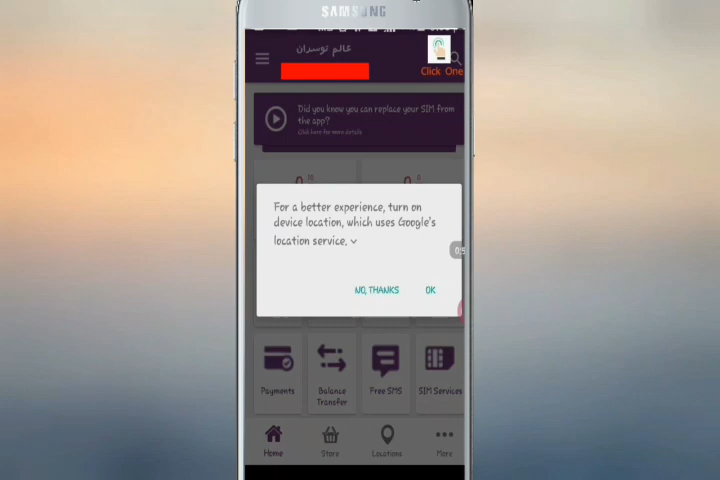 SAMSUNG
عالم توسدان
Click One
Did you know you can replace your SIM from
the app?
Click here for more details
For a better experience, turn on
device location, which uses Google's
location service.
NO, THANKS
OK
Payments
Balance
Transfer
Free SMS
SIM Services
Home
Store
Locations
More